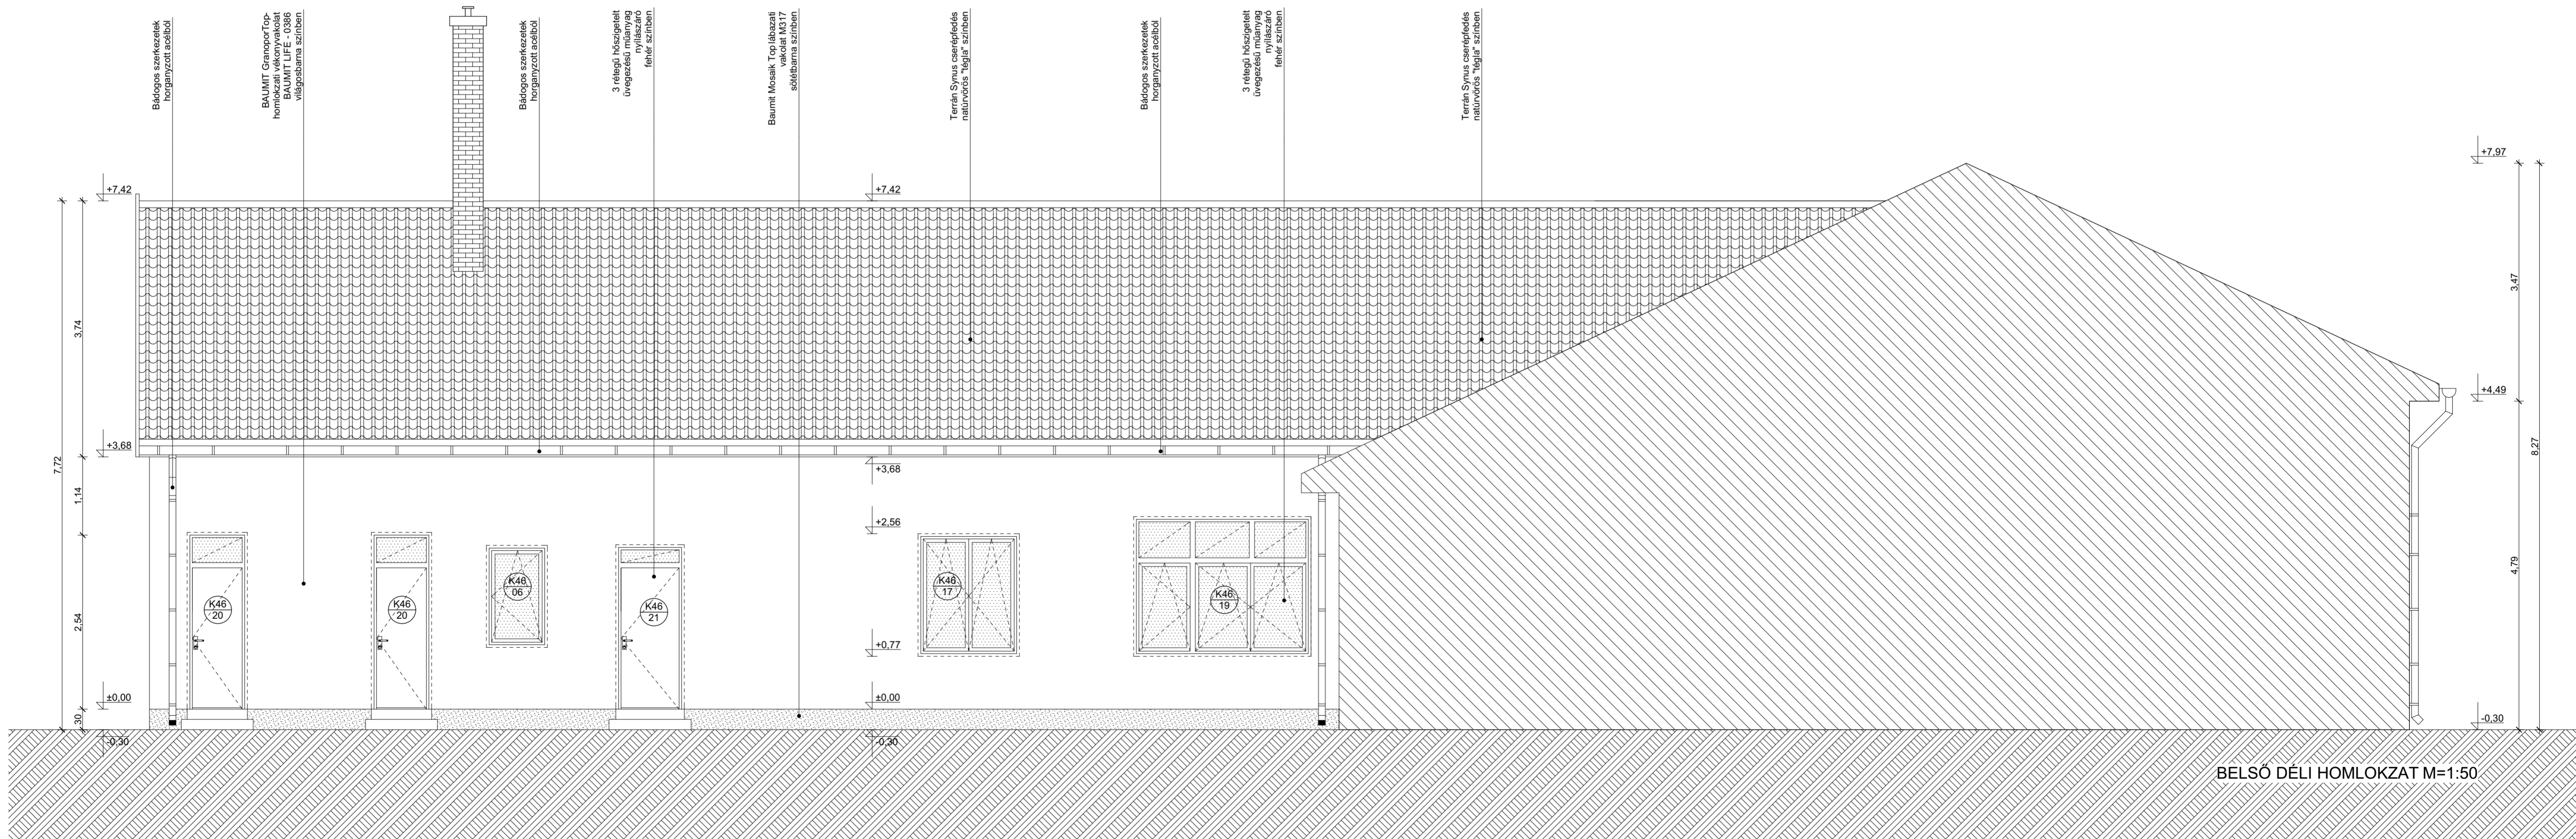 Bádogos szerkezetek
horganyzott acélból
BAUMIT GranoporTop-
homlokzati vékonyvakolat
BAUMIT LIFE - 0386
világosbarna színben
Bádogos szerkezetek
horganyzott acélból
3 rétegű hőszigetelt
üvegezésű műanyag
nyílászáró
fehér színben
Baumit Mosaik Top lábazati
vakolat M317
sötétbarna színben
Terrán Synus cserépfedés
natúrvörös "tégla" színben
Bádogos szerkezetek
horganyzott acélból
3 rétegű hőszigetelt
üvegezésű műanyag
nyílászáró
fehér színben
Terrán Synus cserépfedés
natúrvörös "tégla" színben
+7,97
+7,42
+7,42
3,47
3,74
+4,49
+3,68
7,72
8,27
+3,68
1,14
+2,56
4,79
K46
06
K46
17
K46
19
K46
20
K46
20
K46
21
2,54
+0,77
±0,00
±0,00
30
-0,30
-0,30
-0,30
BELSŐ DÉLI HOMLOKZAT M=1:50